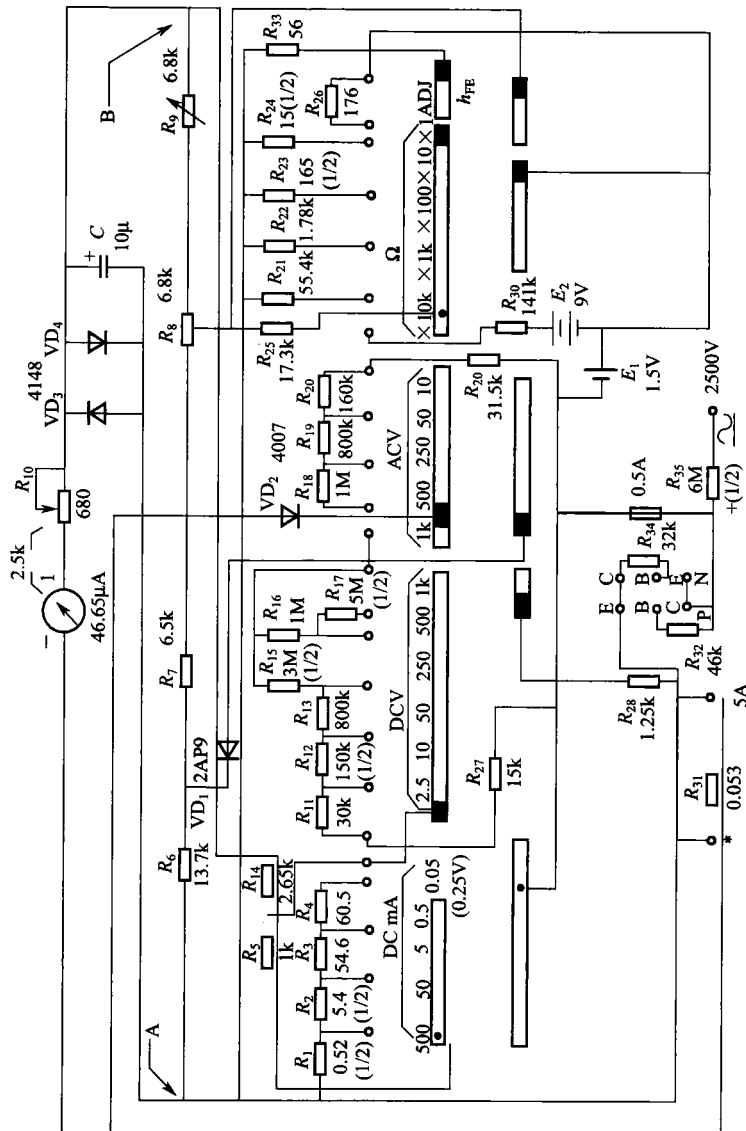 46.65μA
−
1
2.5k
R10
680
VD3
4148
VD4
C
+
10μ
B
A
R6
13.7k
VD1
2AP9
R7
6.5k
R8
6.8k
R9
6.8k
R5
1k
R14
2.65k
R1
0.52
(1/2)
R2
5.4
(1/2)
R3
54.6
R4
60.5
R11
30k
R12
150k
(1/2)
R13
800k
R15
3M
(1/2)
R16
1M
R17
5M
(1/2)
VD2
4007
R18
1M
R19
800k
R20
160k
R25
17.3k
R21
55.4k
R22
1.78k
R23
165
(1/2)
R24
15(1/2)
R26
176
R33
56
DC mA
500 50 5 0.5 0.05
(0.25V)
DCV
2.5 10 50 250 500 1k
ACV
1k 500 250 50 10
Ω
×10k ×1k ×100 ×10 ×1 ADJ
hFE
R27
15k
R28
1.25k
R20
31.5k
R30
141k
E2
9V
E1
1.5V
R31
0.053
*
5A
R32
46k
E C
B B
C E
P N
R34
32k
0.5A
R35
6M
+(1/2)
2500V